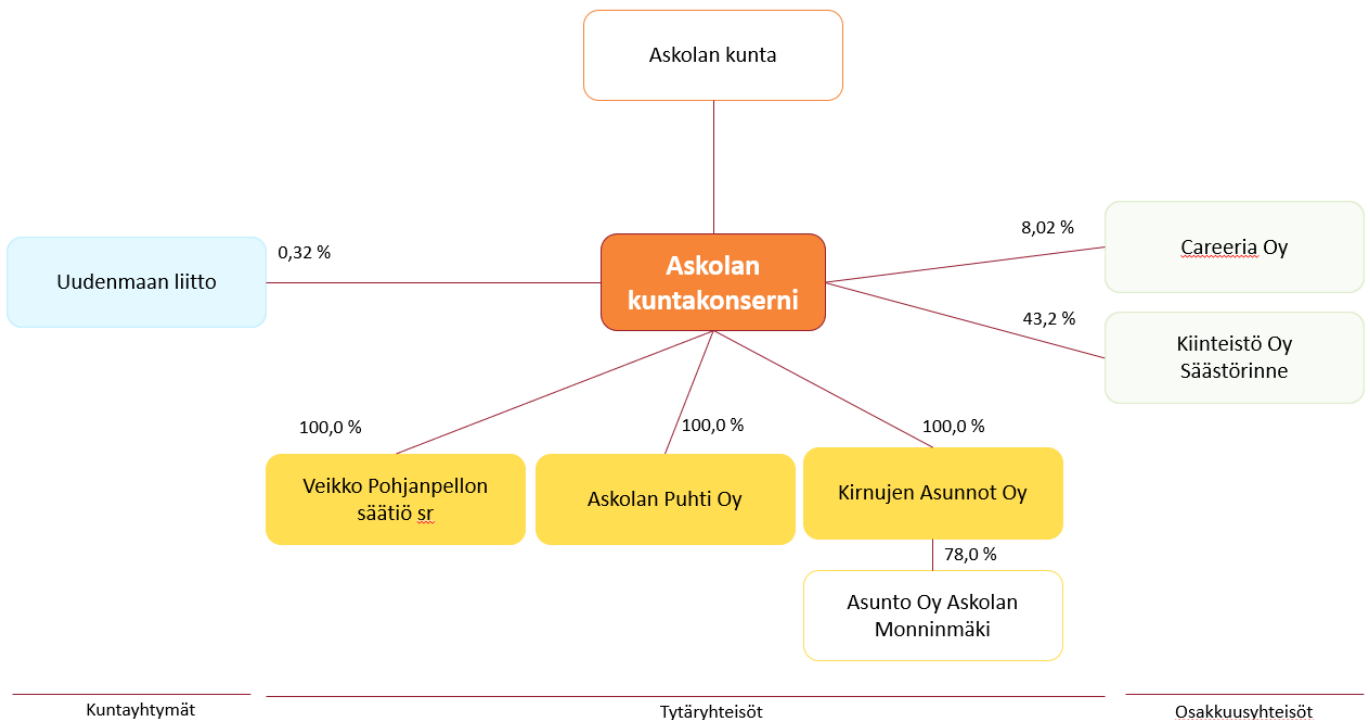 Askolan kunta
Uudenmaan liitto
0,32 %
Askolan
kuntakonserni
8,02 %
Careeria Oy
43,2 %
Kiinteistö Oy
Säästörinne
100,0 %
Veikko Pohjanpellon
säätiö sr
100,0 %
Askolan Puhti Oy
100,0 %
Kirnujen Asunnot Oy
78,0 %
Asunto Oy Askolan
Monninmäki
Kuntayhtymät
Tytäryhteisöt
Osakkuusyhteisöt